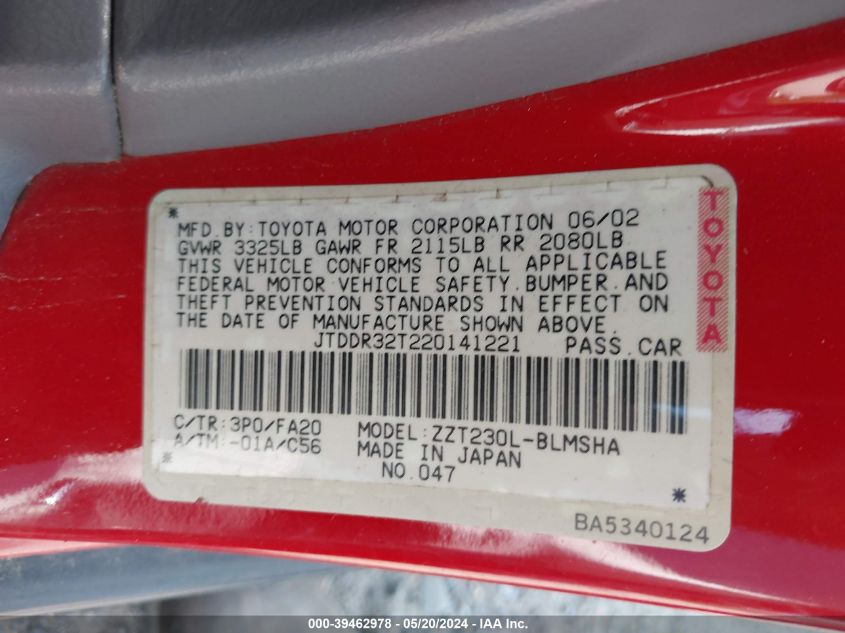 *
MFD.BY:TOYOTA MOTOR CORPORATION 06/02
GVWR 3325LB GAWR FR 2115LB RR 2080LB
THIS VEHICLE CONFORMS TO ALL APPLICABLE
FEDERAL MOTOR VEHICLE SAFETY.BUMPER.AND
THEFT PREVENTION STANDARDS IN EFFECT ON
THE DATE OF MANUFACTURE SHOWN ABOVE.
JTDDR32T220141221 PASS.CAR
TOYOTA
C/TR:3P0/FA20 MODEL:ZZT230L-BLMSHA
A/TM:-01A/C56 MADE IN JAPAN
NO.047
*
BA5340124
000-39462978 - 05/20/2024 - IAA Inc.